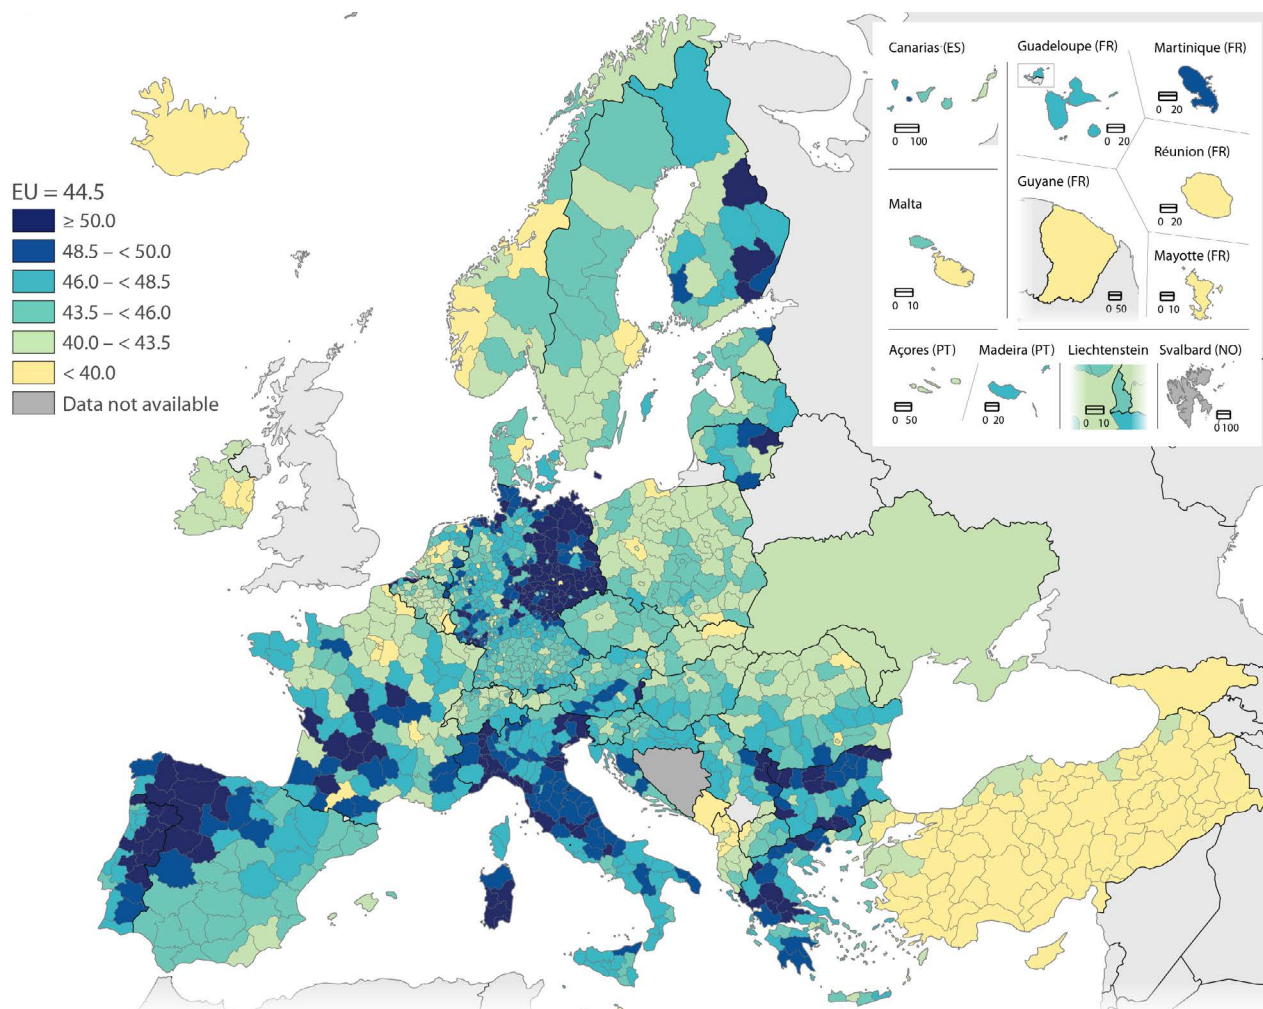 EU = 44.5
≥ 50.0
48.5 – < 50.0
46.0 – < 48.5
43.5 – < 46.0
40.0 – < 43.5
< 40.0
Data not available
Canarias (ES)
0 100
Guadeloupe (FR)
0 20
Martinique (FR)
0 20
Malta
0 10
Guyane (FR)
0 50
Réunion (FR)
0 20
Mayotte (FR)
0 10
Açores (PT)
0 50
Madeira (PT)
0 20
Liechtenstein
0 10
Svalbard (NO)
0 100